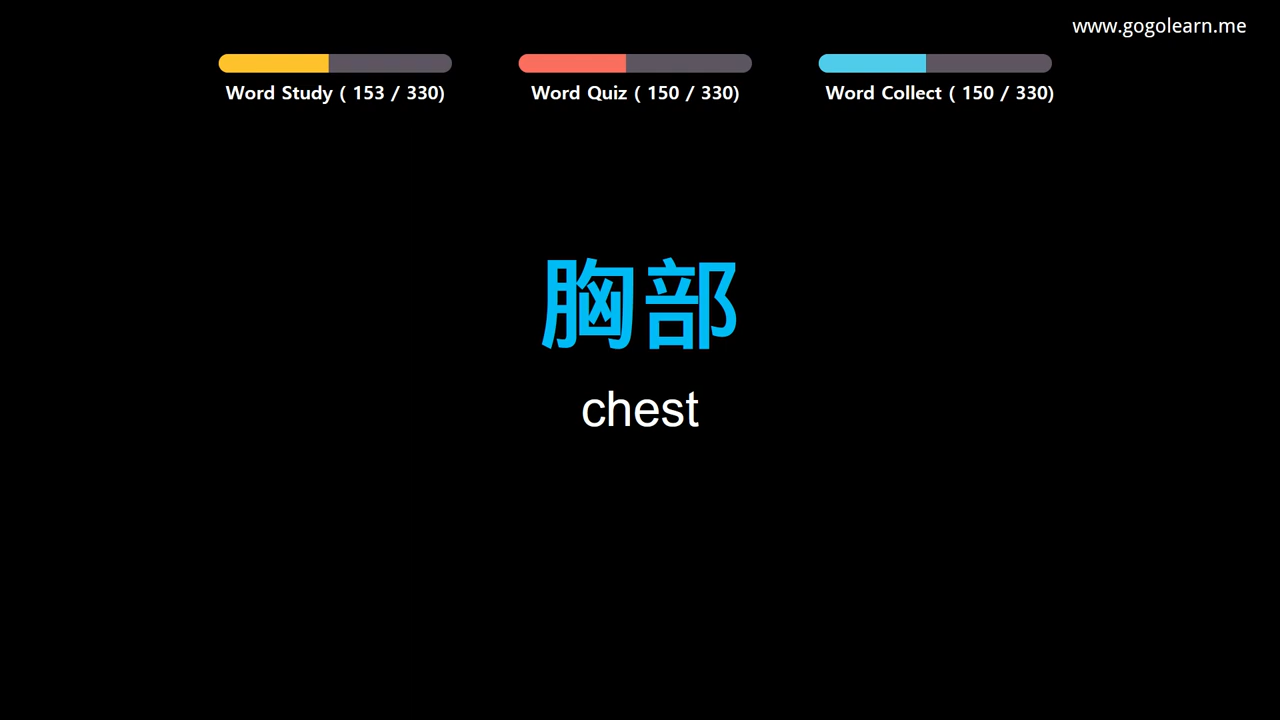 www.gogolearn.me
Word Study ( 153 / 330)
Word Quiz ( 150 / 330)
Word Collect ( 150 / 330)
胸部
chest